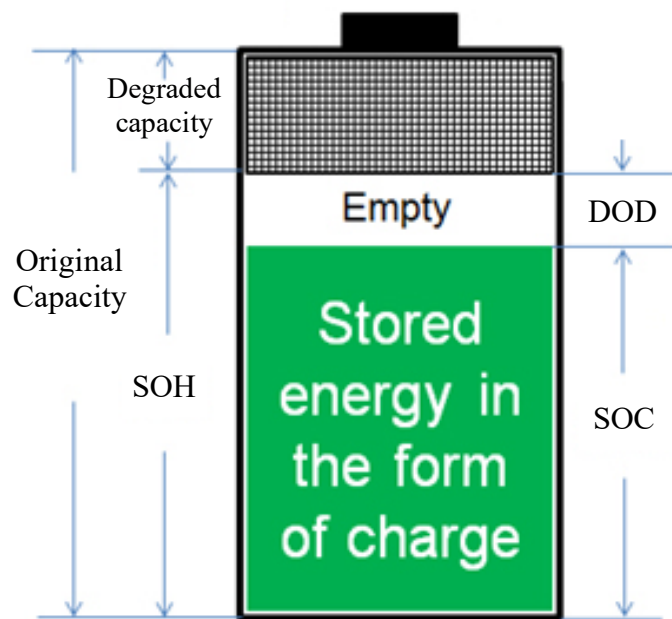 Degraded
capacity
Empty
DOD
Original
Capacity
SOH
Stored
energy in
the form
of charge
SOC